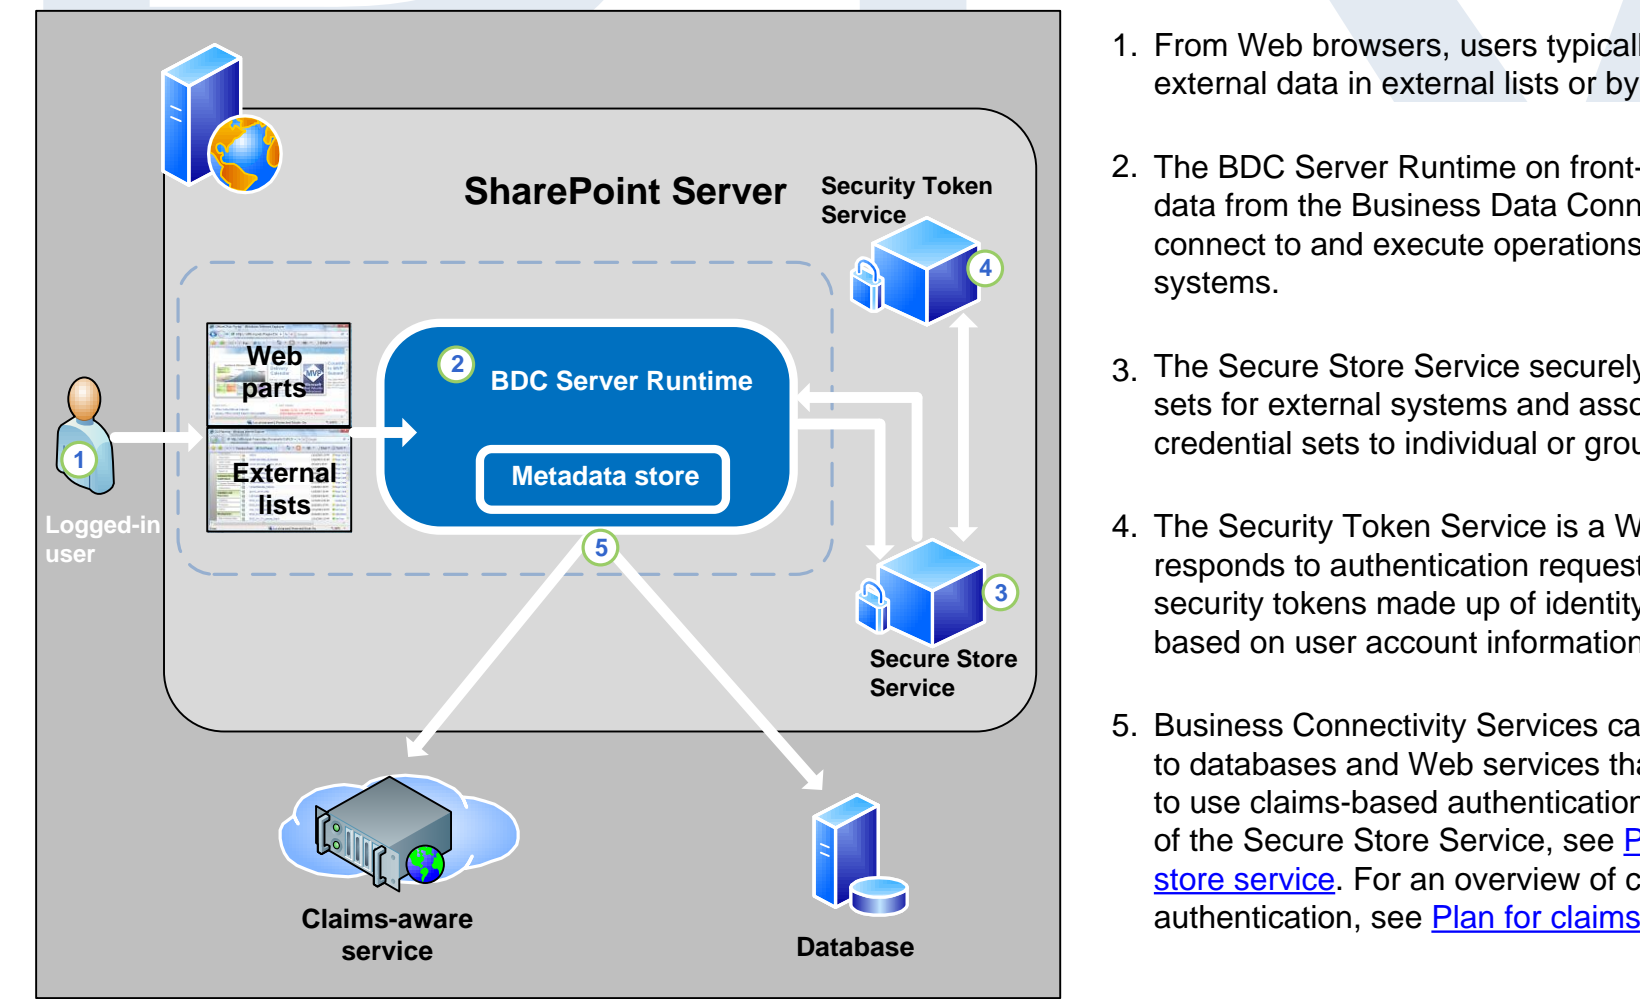 SharePoint Server
Security Token
Service
4
Web
parts
2
BDC Server Runtime
1
External
lists
Metadata store
Logged-in
user
5
3
Secure Store
Service
Claims-aware
service
Database
1. From Web browsers, users typicall
external data in external lists or by
2. The BDC Server Runtime on front-
data from the Business Data Conn
connect to and execute operations
systems.
3. The Secure Store Service securely
sets for external systems and asso
credential sets to individual or grou
4. The Security Token Service is a W
responds to authentication request
security tokens made up of identity
based on user account information
5. Business Connectivity Services ca
to databases and Web services tha
to use claims-based authentication
of the Secure Store Service, see P
store service. For an overview of c
authentication, see Plan for claims